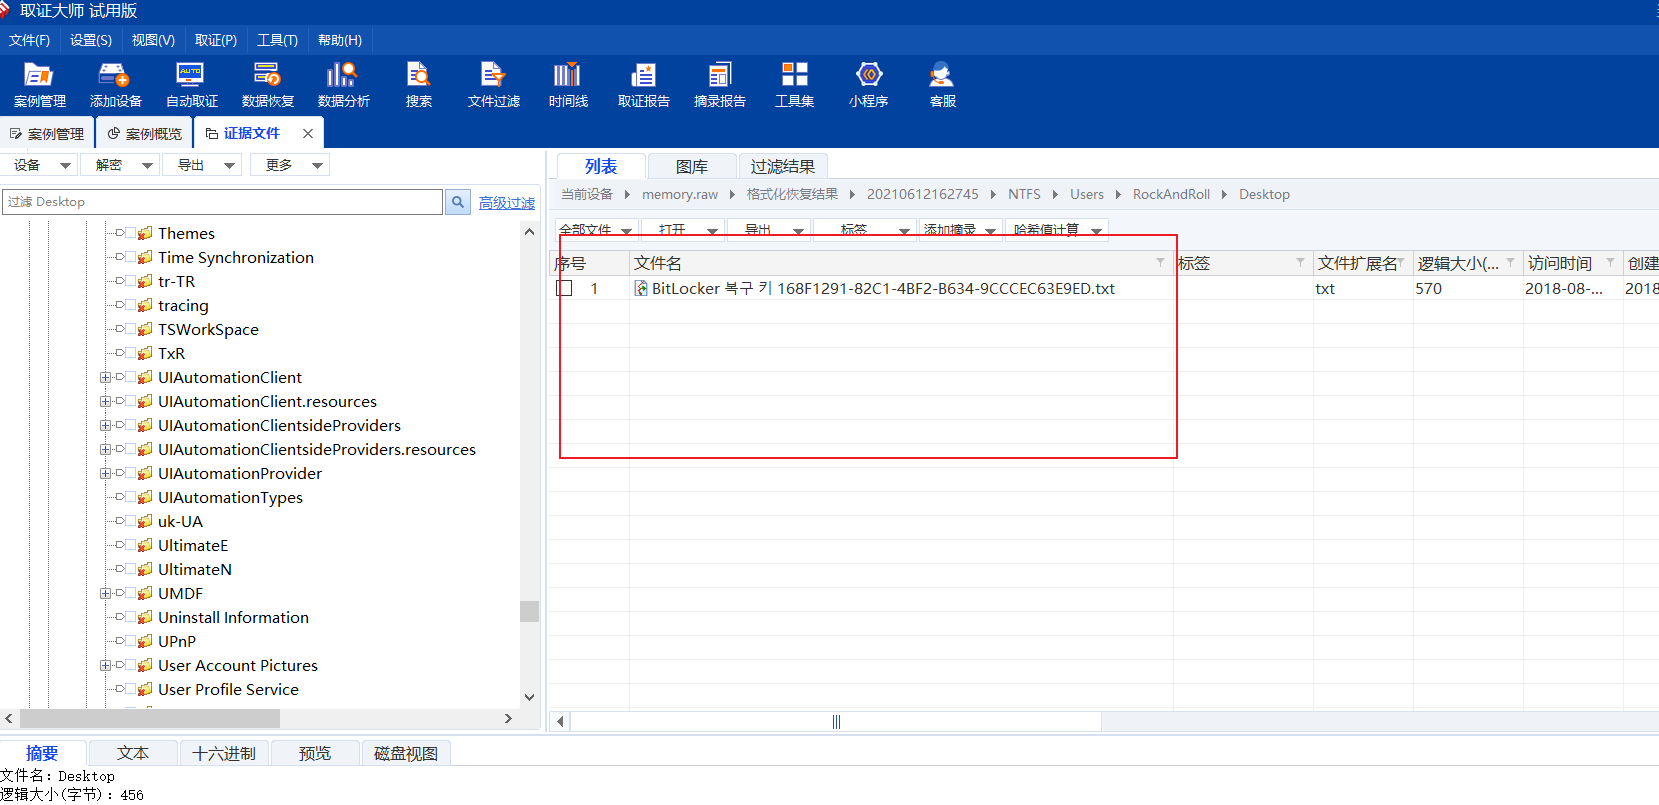 取证大师 试用版
文件(F) 设置(S) 视图(V) 取证(P) 工具(T) 帮助(H)
案例管理 添加设备 自动取证 数据恢复 数据分析 搜索 文件过滤 时间线 取证报告 摘录报告 工具集 小程序 客服
案例管理 案例概览 证据文件
设备 解密 导出 更多
过滤 Desktop 高级过滤
Themes
Time Synchronization
tr-TR
tracing
TSWorkSpace
TxR
UIAutomationClient
UIAutomationClient.resources
UIAutomationClientsideProviders
UIAutomationClientsideProviders.resources
UIAutomationProvider
UIAutomationTypes
uk-UA
UltimateE
UltimateN
UMDF
Uninstall Information
UPnP
User Account Pictures
User Profile Service
列表 图库 过滤结果
当前设备 memory.raw 格式化恢复结果 20210612162745 NTFS Users RockAndRoll Desktop
全部文件 打开 导出 标签 添加摘录 哈希值计算
序号 文件名 标签 文件扩展名 逻辑大小(... 访问时间 创建
1 BitLocker 복구 키 168F1291-82C1-4BF2-B634-9CCCEC63E9ED.txt txt 570 2018-08-... 2018
摘要 文本 十六进制 预览 磁盘视图
文件名: Desktop
逻辑大小(字节): 456